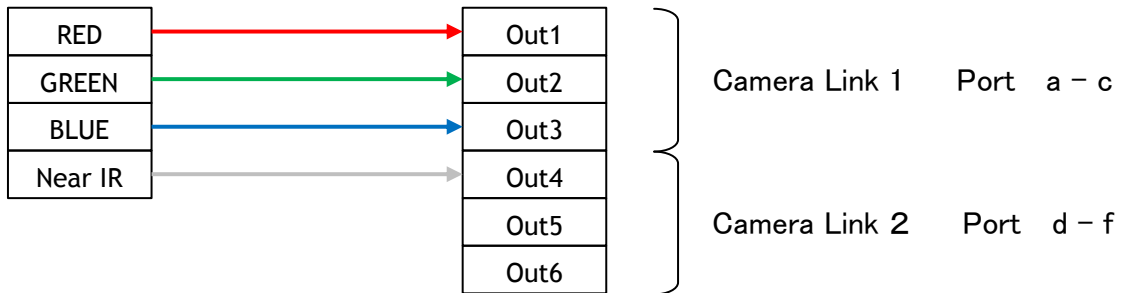 RED
Out1
GREEN
Out2
Camera Link 1 Port a - c
BLUE
Out3
Near IR
Out4
Out5
Camera Link 2 Port d - f
Out6